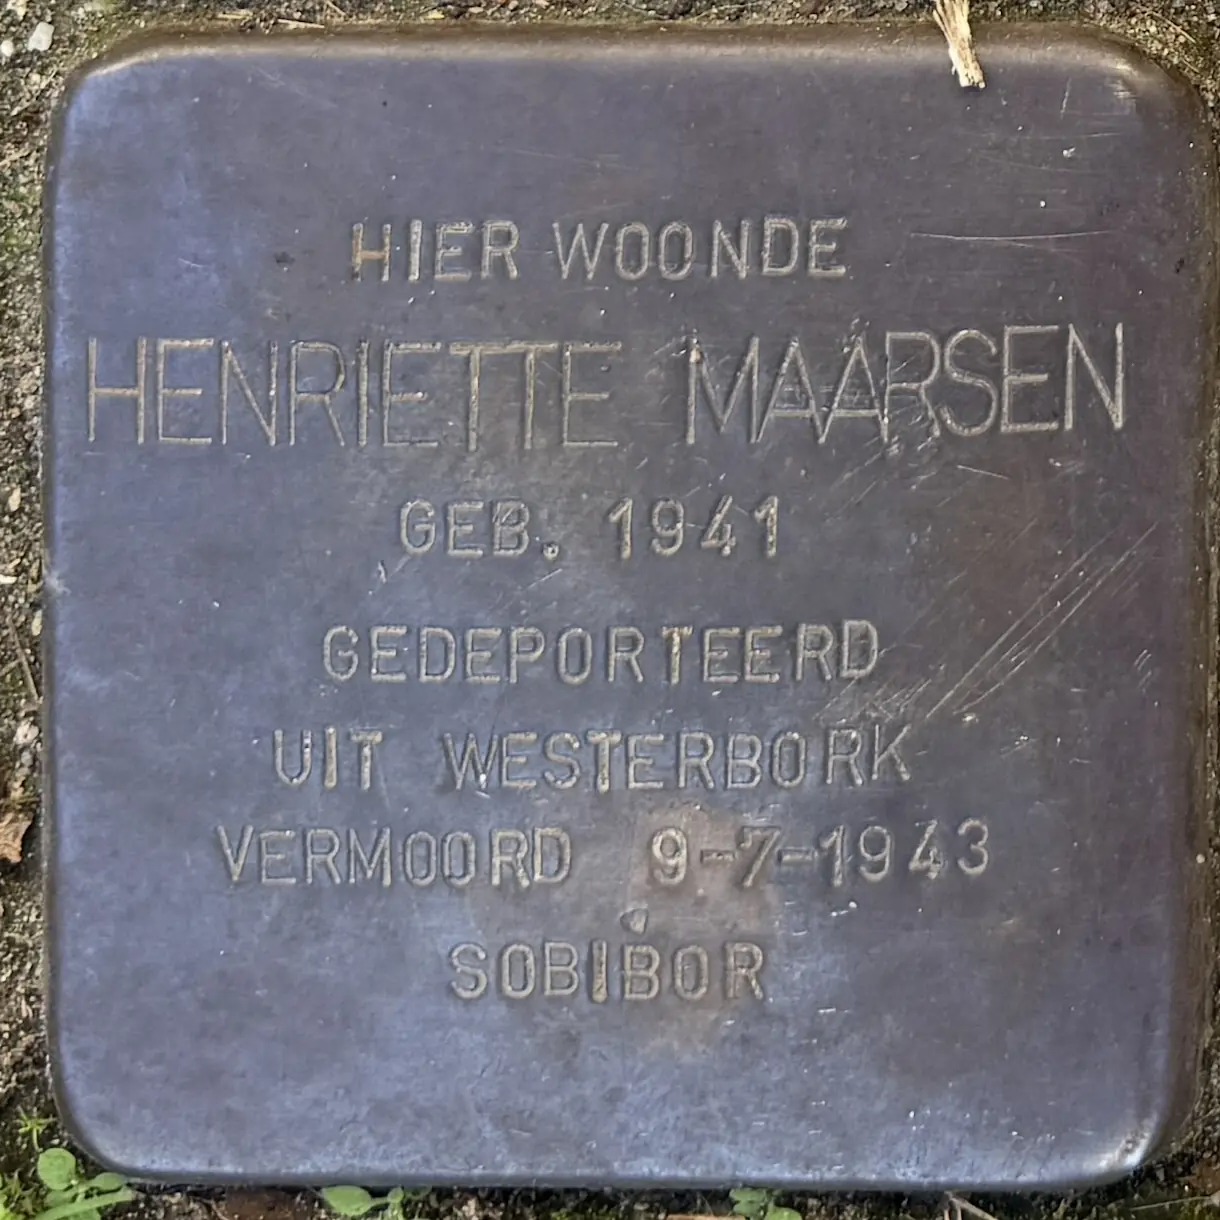 HIER WOONDE
HENRIETTE MAARSEN
GEB. 1941
GEDEPORTEERD
UIT WESTERBORK
VERMOORD 9-7-1943
SOBIBOR